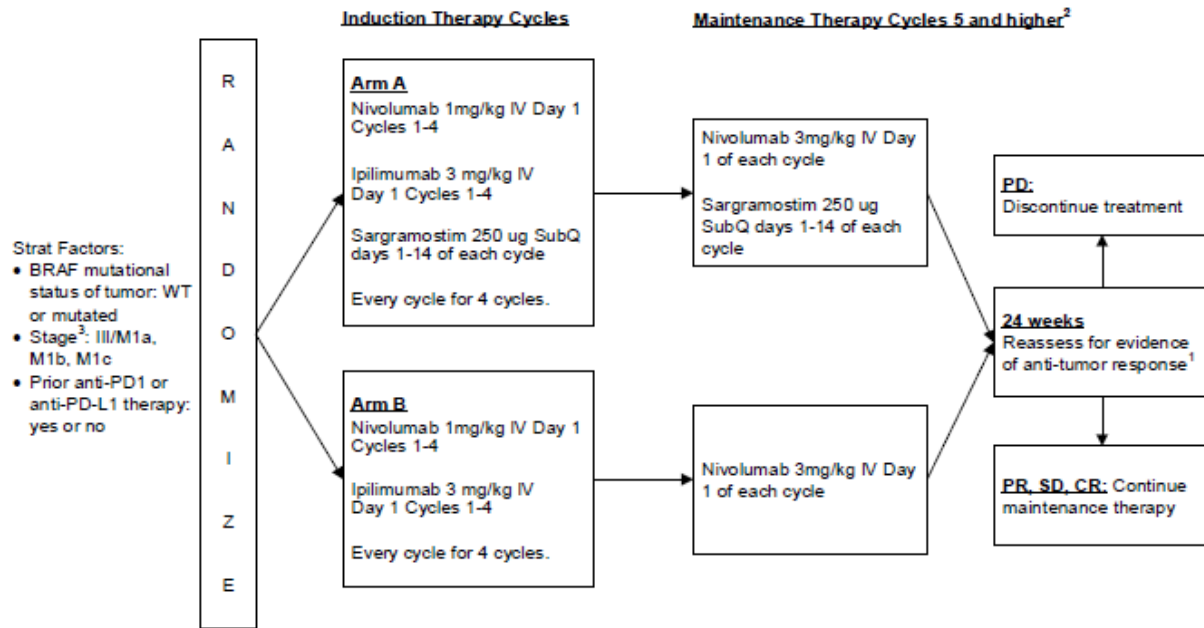 Induction Therapy Cycles
Maintenance Therapy Cycles 5 and higher²
Strat Factors:
• BRAF mutational
status of tumor: WT
or mutated
• Stage³: III/M1a,
M1b, M1c
• Prior anti-PD1 or
anti-PD-L1 therapy:
yes or no
R
A
N
D
O
M
I
Z
E
Arm A
Nivolumab 1mg/kg IV Day 1
Cycles 1-4
Ipilimumab 3 mg/kg IV
Day 1 Cycles 1-4
Sargramostim 250 ug SubQ
days 1-14 of each cycle
Every cycle for 4 cycles.
Arm B
Nivolumab 1mg/kg IV Day 1
Cycles 1-4
Ipilimumab 3 mg/kg IV
Day 1 Cycles 1-4
Every cycle for 4 cycles.
Nivolumab 3mg/kg IV Day
1 of each cycle
Sargramostim 250 ug
SubQ days 1-14 of each
cycle
Nivolumab 3mg/kg IV Day
1 of each cycle
PD:
Discontinue treatment
24 weeks
Reassess for evidence
of anti-tumor response¹
PR, SD, CR: Continue
maintenance therapy